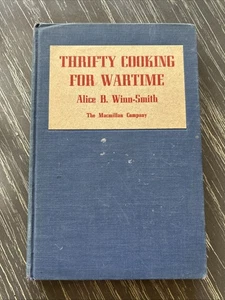 THRIFTY COOKING
FOR WARTIME
Alice B. Winn-Smith
The Macmillan Company